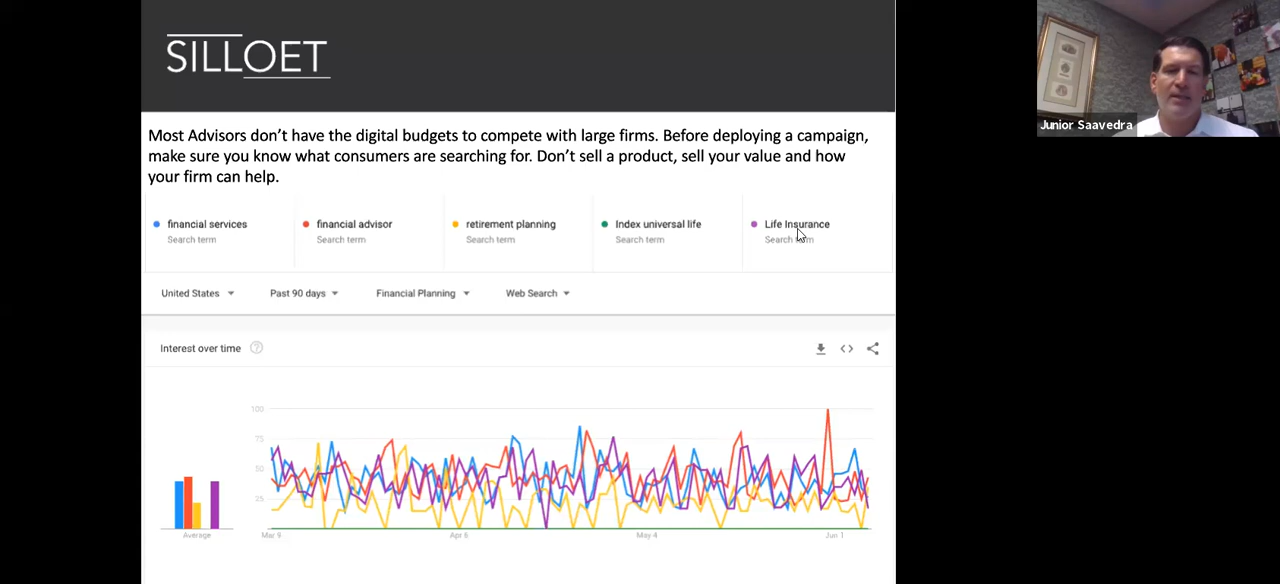 SILLOET
Junior Saavedra
Most Advisors don't have the digital budgets to compete with large firms. Before deploying a campaign,
make sure you know what consumers are searching for. Don't sell a product, sell your value and how
your firm can help.
financial services
Search term
financial advisor
Search term
retirement planning
Search term
Index universal life
Search term
Life Insurance
Search term
United States
Past 90 days
Financial Planning
Web Search
Interest over time
100
75
50
25
Average
Mar 9
Apr 6
May 4
Jun 1